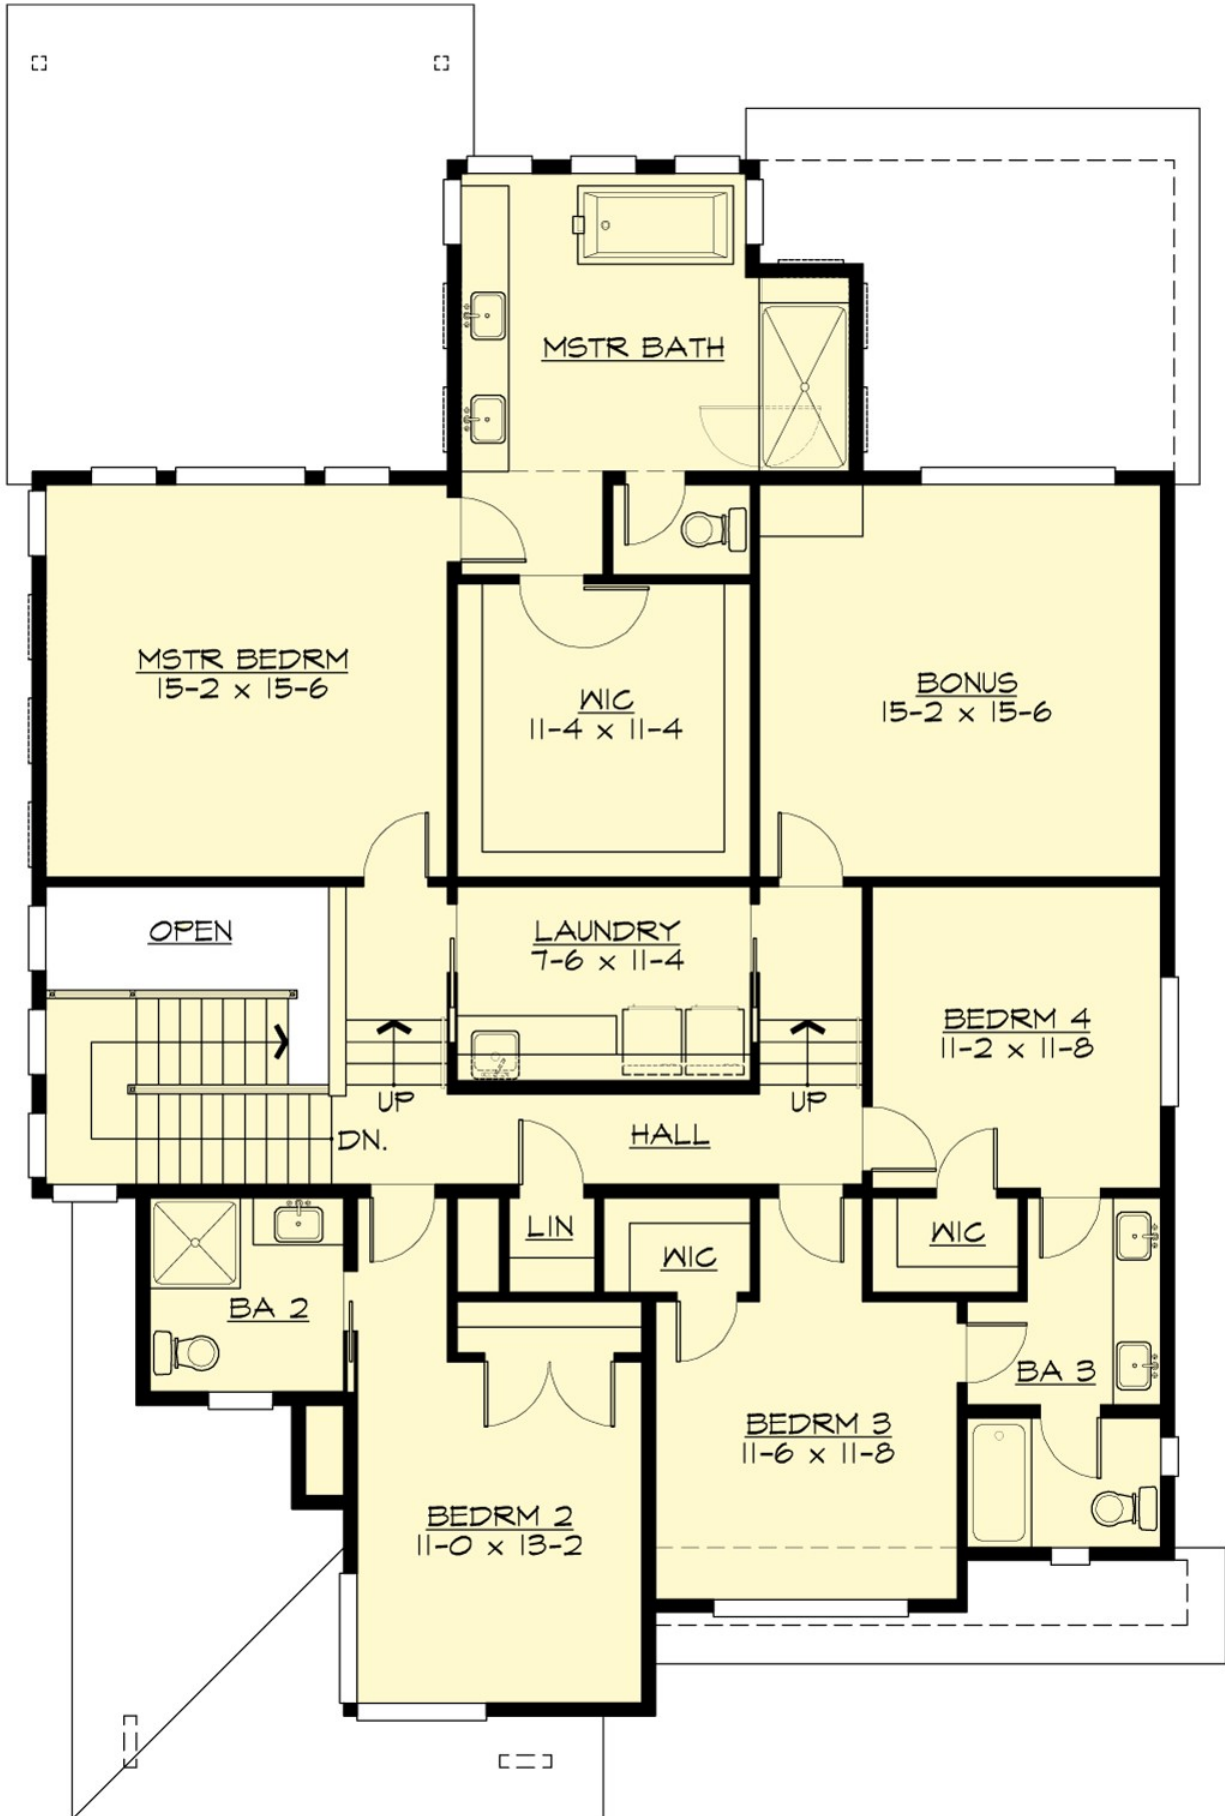 MSTR BATH
MSTR BEDRM
15-2 x 15-6
WIC
11-4 x 11-4
BONUS
15-2 x 15-6
OPEN
LAUNDRY
7-6 x 11-4
BEDRM 4
11-2 x 11-8
UP
UP
DN.
HALL
LIN
WIC
WIC
BA 2
BA 3
BEDRM 3
11-6 x 11-8
BEDRM 2
11-0 x 13-2